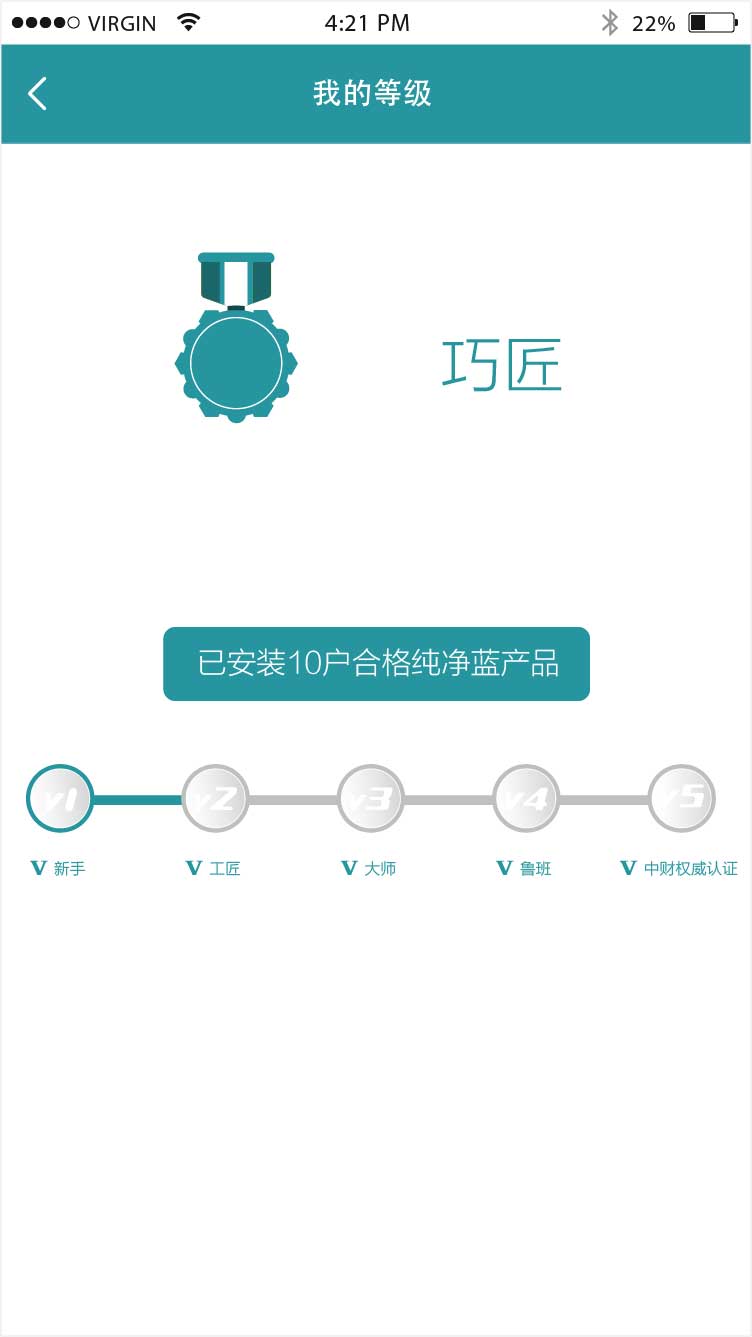 VIRGIN 4:21 PM 22%
我的等级
巧匠
已安装10户合格纯净蓝产品
v1 v2 v3 v4 v5
V 新手 V 工匠 V 大师 V 鲁班 V 中财权威认证